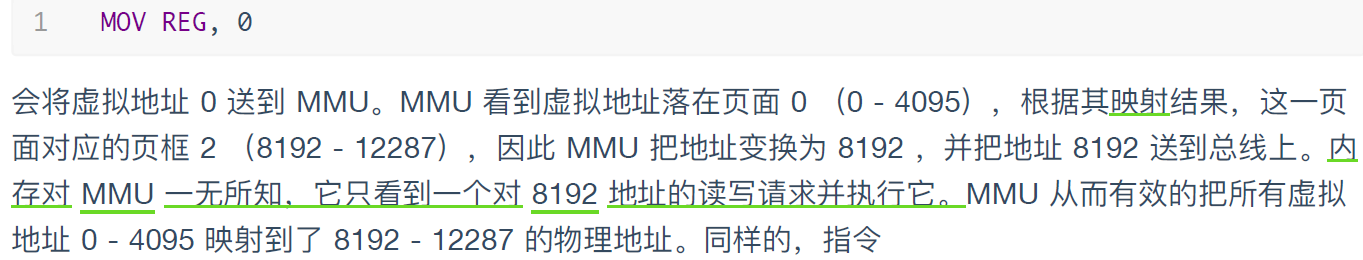 1 MOV REG, 0
会将虚拟地址 0 送到 MMU。MMU 看到虚拟地址落在页面 0 （0 - 4095），根据其映射结果，这一页
面对应的页框 2 （8192 - 12287），因此 MMU 把地址变换为 8192 ，并把地址 8192 送到总线上。内
存对 MMU 一无所知，它只看到一个对 8192 地址的读写请求并执行它。MMU 从而有效的把所有虚拟
地址 0 - 4095 映射到了 8192 - 12287 的物理地址。同样的，指令